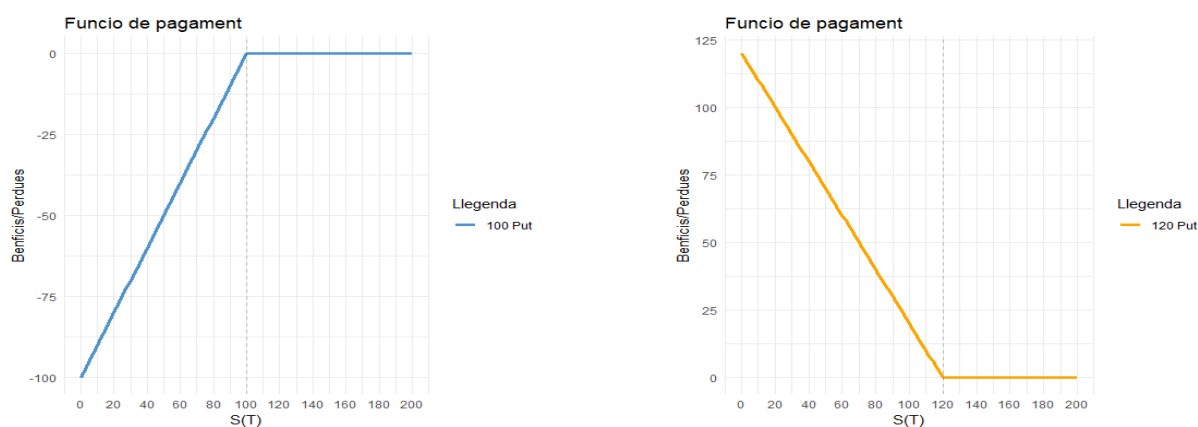 Funcio de pagament
0
-25
-50
-75
-100
Benficis/Perdues
0 20 40 60 80 100 120 140 160 180 200
S(T)
Llegenda
100 Put
Funcio de pagament
125
100
75
50
25
0
Benficis/Perdues
0 20 40 60 80 100 120 140 160 180 200
S(T)
Llegenda
120 Put